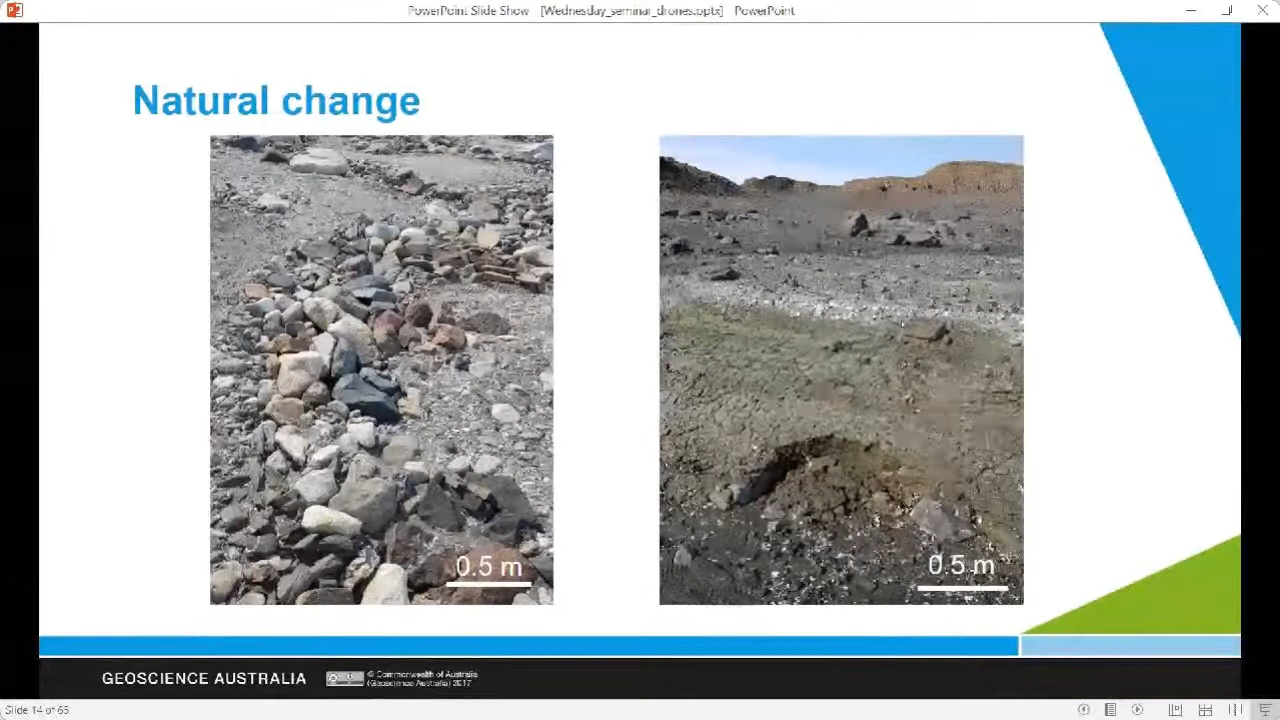 PowerPoint Slide Show - [Wednesday_seminar_drones.pptx] - PowerPoint
Natural change
0.5 m
0.5 m
GEOSCIENCE AUSTRALIA
© Commonwealth of Australia
(Geoscience Australia) 2017
Slide 14 of 65